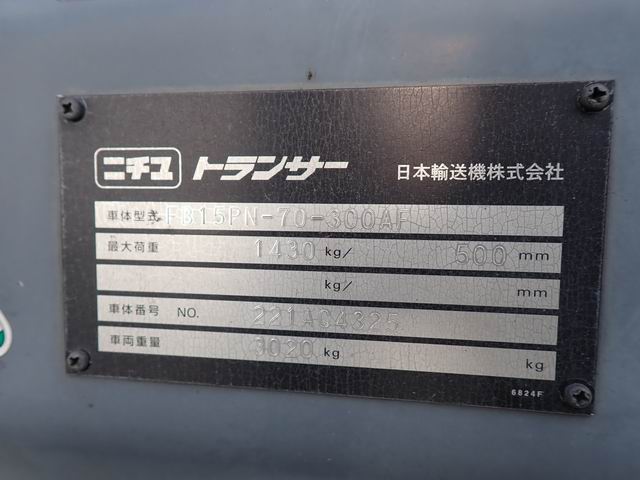 ニチユ トランサー 日本輸送機株式会社
車体型式 FB15PN-70-300AF
最大荷重 1430 kg/ 500 mm
kg/ mm
車体番号 NO. 221AC4325
車両重量 3020 kg kg
6824F